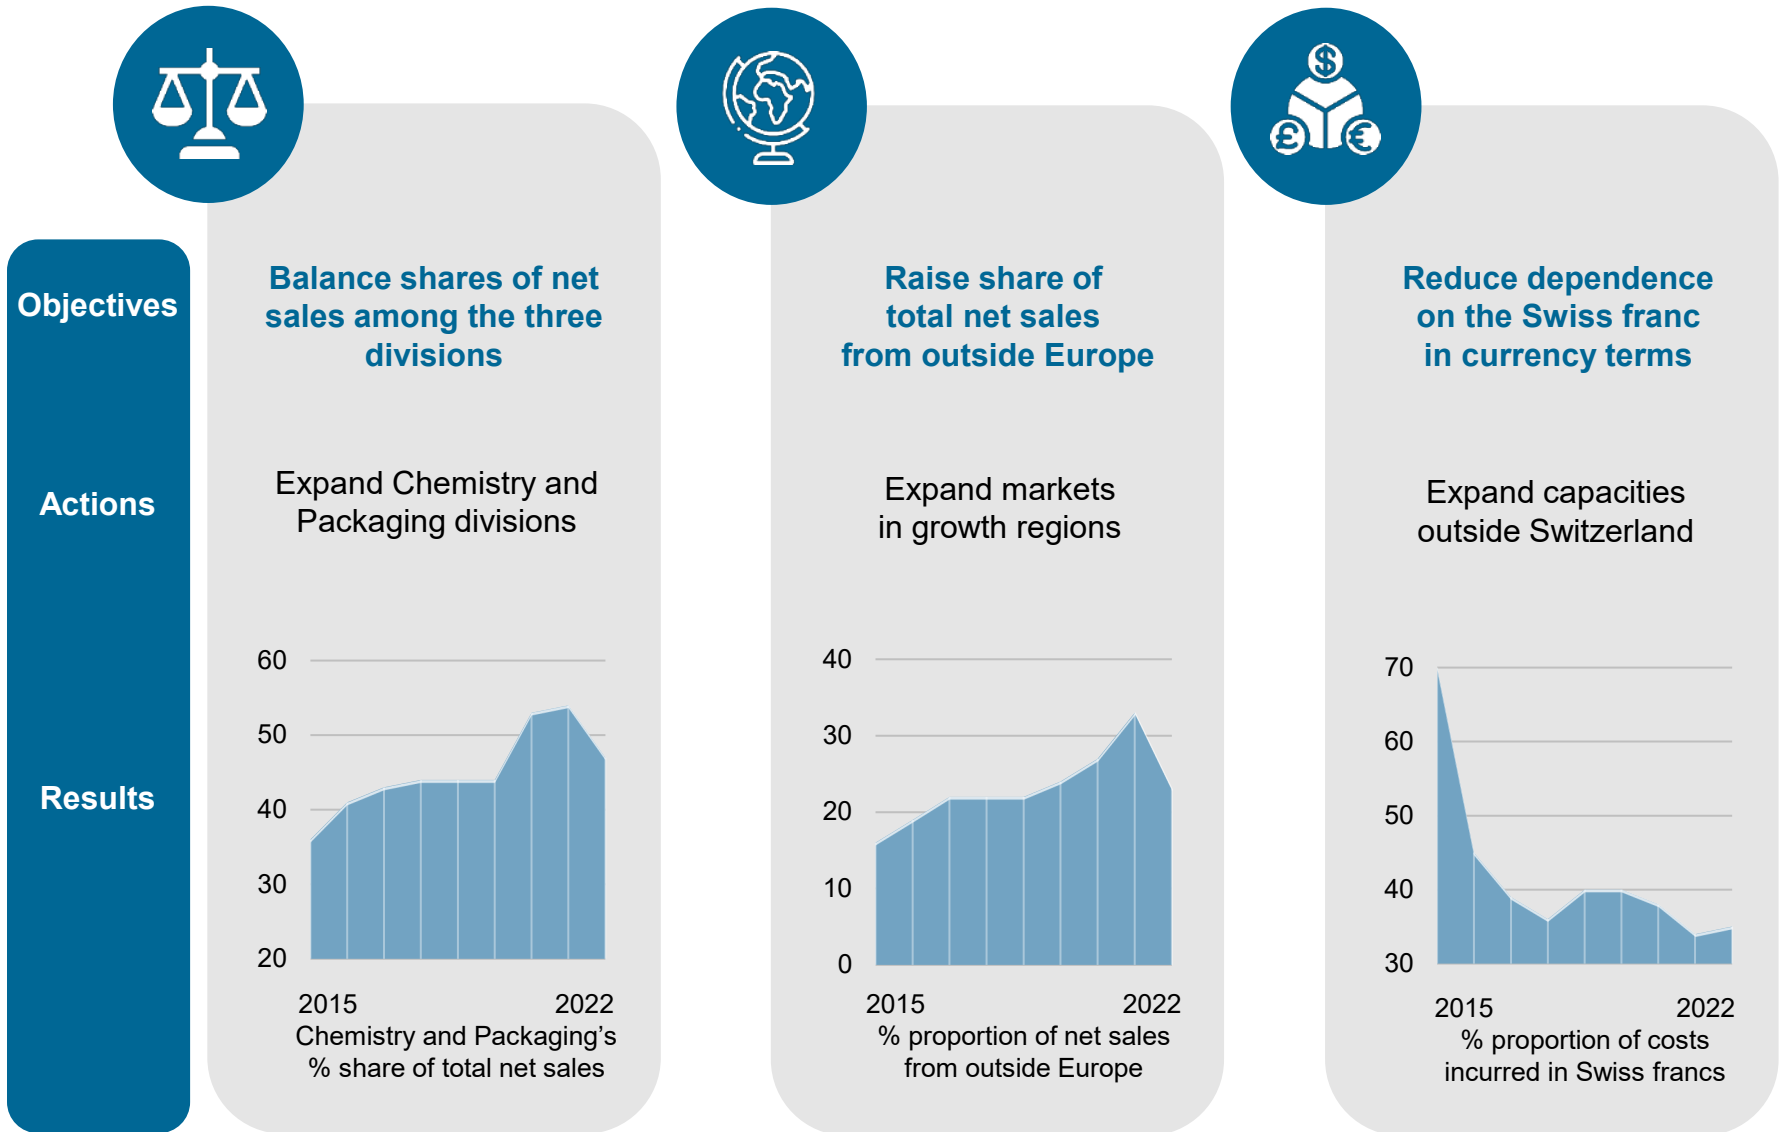 $
£
€
Objectives
Balance shares of net
sales among the three
divisions
Raise share of
total net sales
from outside Europe
Reduce dependence
on the Swiss franc
in currency terms
Actions
Expand Chemistry and
Packaging divisions
Expand markets
in growth regions
Expand capacities
outside Switzerland
Results
60
50
40
30
20
2015 2022
Chemistry and Packaging’s
% share of total net sales
40
30
20
10
0
2015 2022
% proportion of net sales
from outside Europe
70
60
50
40
30
2015 2022
% proportion of costs
incurred in Swiss francs